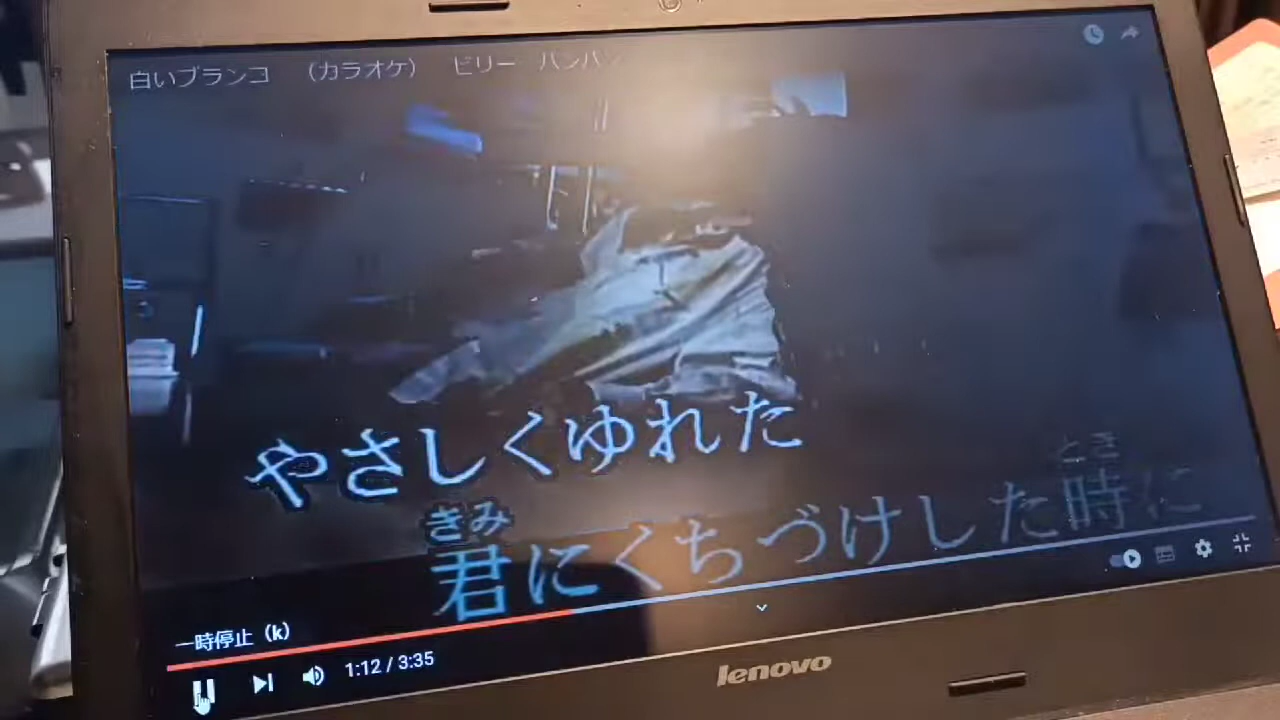 白いブランコ （カラオケ） ビリー バンバン
やさしくゆれた
とき
きみ
君にくちづけした時に
一時停止（k）
1:12 / 3:35
lenovo